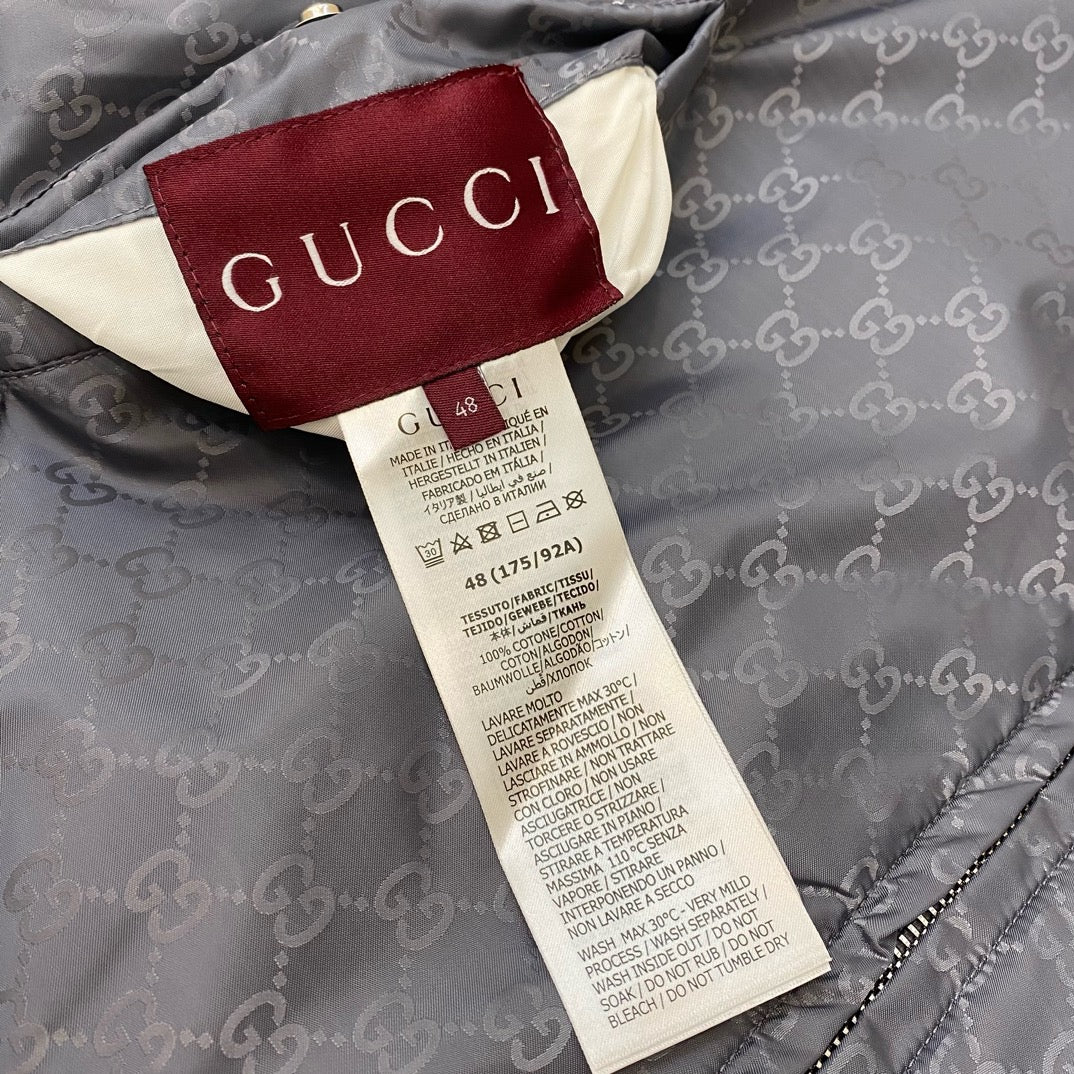 GUCCI
48
GUCCI
MADE IN IT
IQUÉ EN
ITALIE / HECHO EN ITALIA /
HERGESTELLT IN ITALIEN /
FABRICADO EM ITÁLIA /
イタリア製 / صنع في ايطاليا /
СДЕЛАНО В ИТАЛИИ
30
48 (175/92A)
TESSUTO/FABRIC/TISSU/
TEJIDO/GEWEBE/TECIDO/
本体/قماش/ТКАНЬ
100% COTONE/COTTON/
COTON/ALGODON/
BAUMWOLLE/ALGODÃO/コットン/
قطن/ХЛОПОК
LAVARE MOLTO
DELICATAMENTE MAX 30°C/
LAVARE SEPARATAMENTE /
LAVARE A ROVESCIO / NON
LASCIARE IN AMMOLLO / NON
STROFINARE / NON TRATTARE
CON CLORO / NON USARE
ASCIUGATRICE / NON
TORCERE O STRIZZARE /
ASCIUGARE IN PIANO /
STIRARE A TEMPERATURA
MASSIMA 110 °C SENZA
VAPORE / STIRARE
INTERPONENDO UN PANNO /
NON LAVARE A SECCO
WASH MAX 30°C - VERY MILD
PROCESS / WASH SEPARATELY /
WASH INSIDE OUT / DO NOT
SOAK / DO NOT RUB / DO NOT
BLEACH / DO NOT TUMBLE DRY